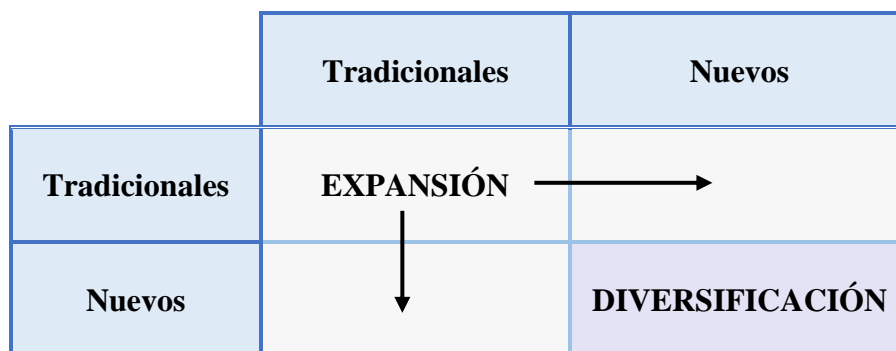 Tradicionales Nuevos
Tradicionales EXPANSIÓN
Nuevos DIVERSIFICACIÓN